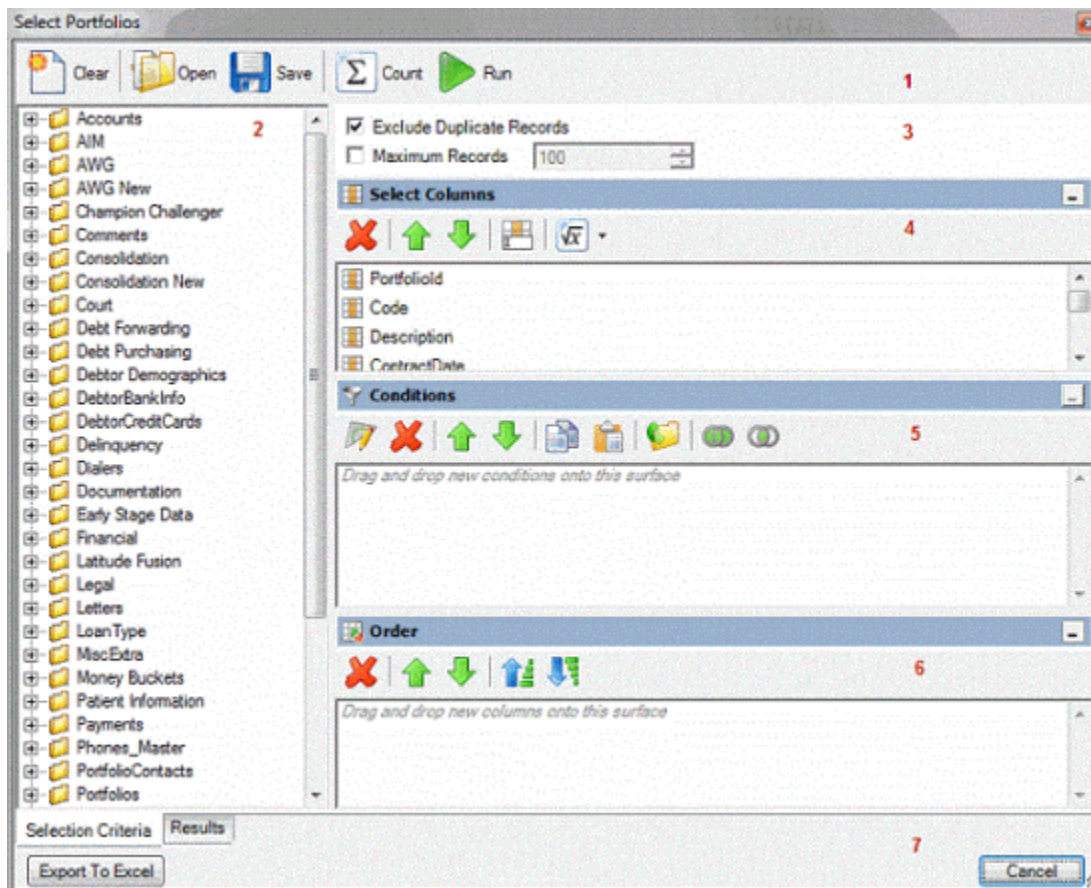 Select Portfolios
Clear Open Save Count Run 1
Accounts
AIM
AWG
AWG New
Champion Challenger
Comments
Consolidation
Consolidation New
Court
Debt Forwarding
Debt Purchasing
Debtor Demographics
DebtorBankInfo
DebtorCreditCards
Delinquency
Dialers
Documentation
Early Stage Data
Financial
Latitude Fusion
Legal
Letters
LoanType
MiscExtra
Money Buckets
Patient Information
Payments
Phones_Master
PortfolioContacts
Portfolios
2
Exclude Duplicate Records 3
Maximum Records 100
Select Columns
4
PortfolioId
Code
Description
ContractDate
Conditions
5
Drag and drop new conditions onto this surface
Order
6
Drag and drop new columns onto this surface
Selection Criteria Results
7
Export To Excel Cancel